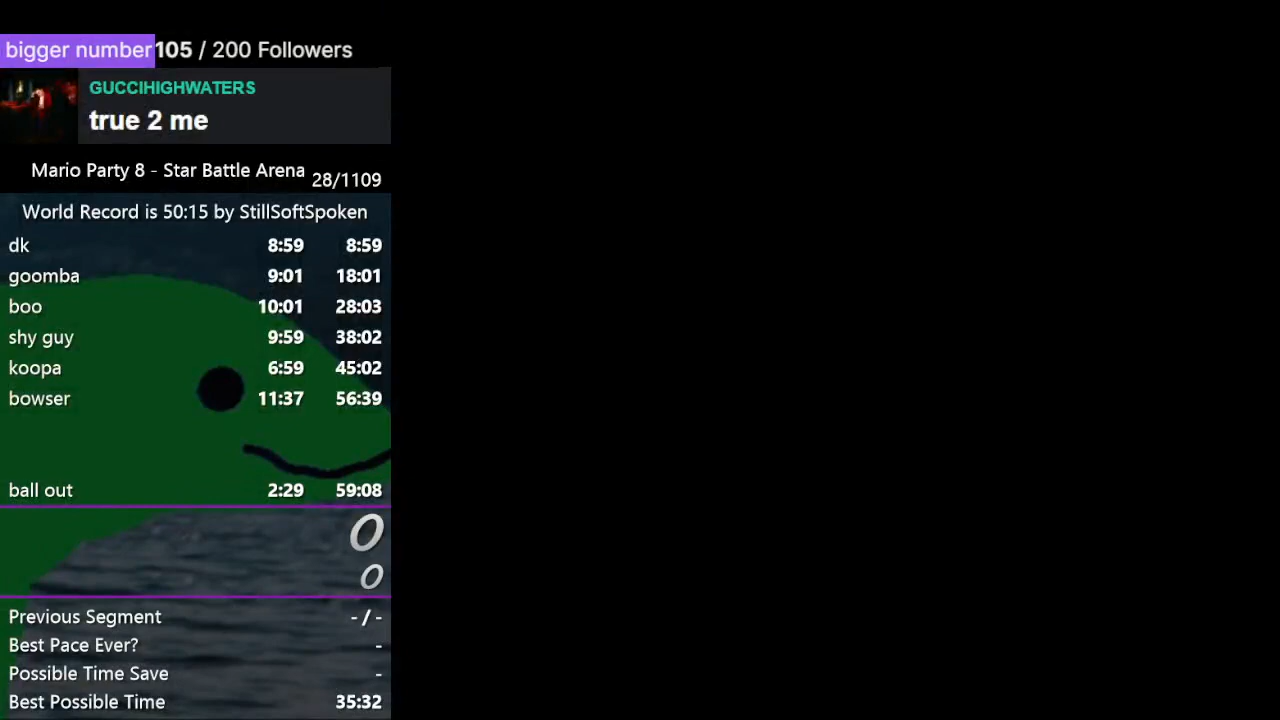 bigger number 105 / 200 Followers
GUCCIHIGHWATERS
true 2 me
Mario Party 8 - Star Battle Arena 28/1109
World Record is 50:15 by StillSoftSpoken
dk 8:59 8:59
goomba 9:01 18:01
boo 10:01 28:03
shy guy 9:59 38:02
koopa 6:59 45:02
bowser 11:37 56:39
ball out 2:29 59:08
0
0
Previous Segment - / -
Best Pace Ever? -
Possible Time Save -
Best Possible Time 35:32